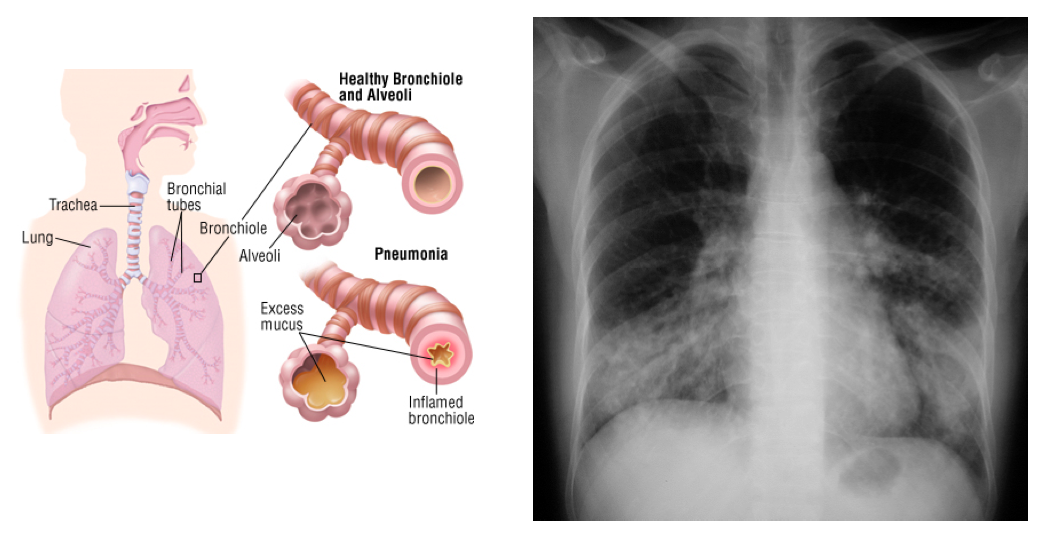 Healthy Bronchiole
and Alveoli
Trachea
Bronchial
tubes
Lung
Bronchiole
Alveoli
Pneumonia
Excess
mucus
Inflamed
bronchiole